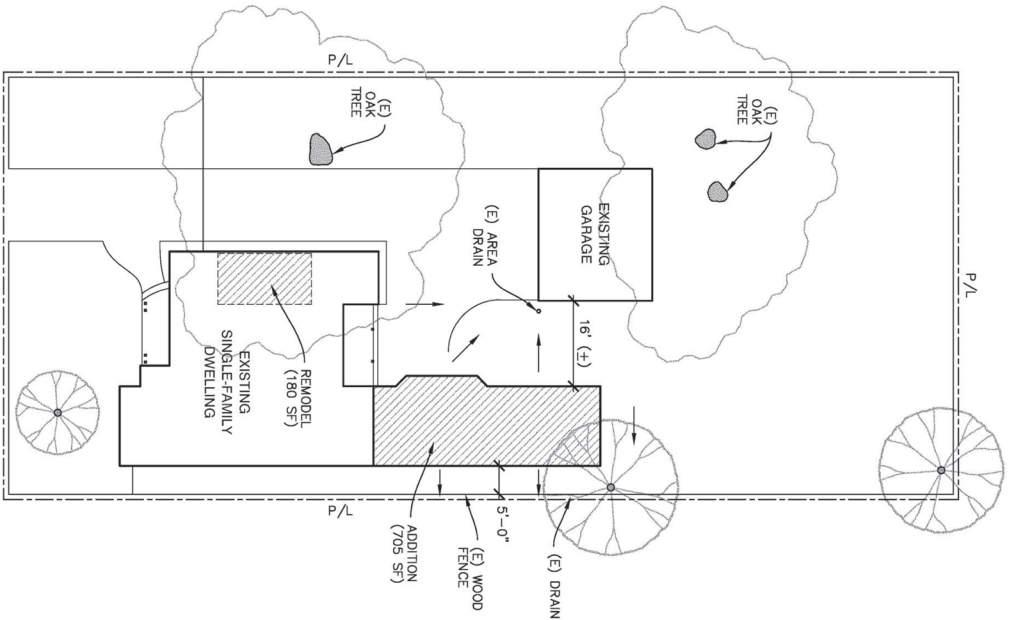 P/L
(E)
OAK
TREE
(E)
OAK
TREE
(E) AREA
DRAIN
EXISTING
GARAGE
P/L
16' (±)
REMODEL
(180 SF)
EXISTING
SINGLE-FAMILY
DWELLING
5'-0"
P/L
ADDITION
(705 SF)
(E) WOOD
FENCE
(E) DRAIN